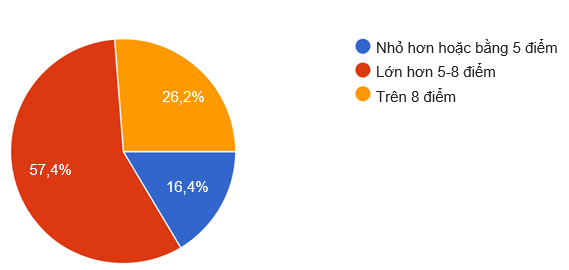 Nhỏ hơn hoặc bằng 5 điểm
Lớn hơn 5-8 điểm
Trên 8 điểm
26,2%
57,4%
16,4%